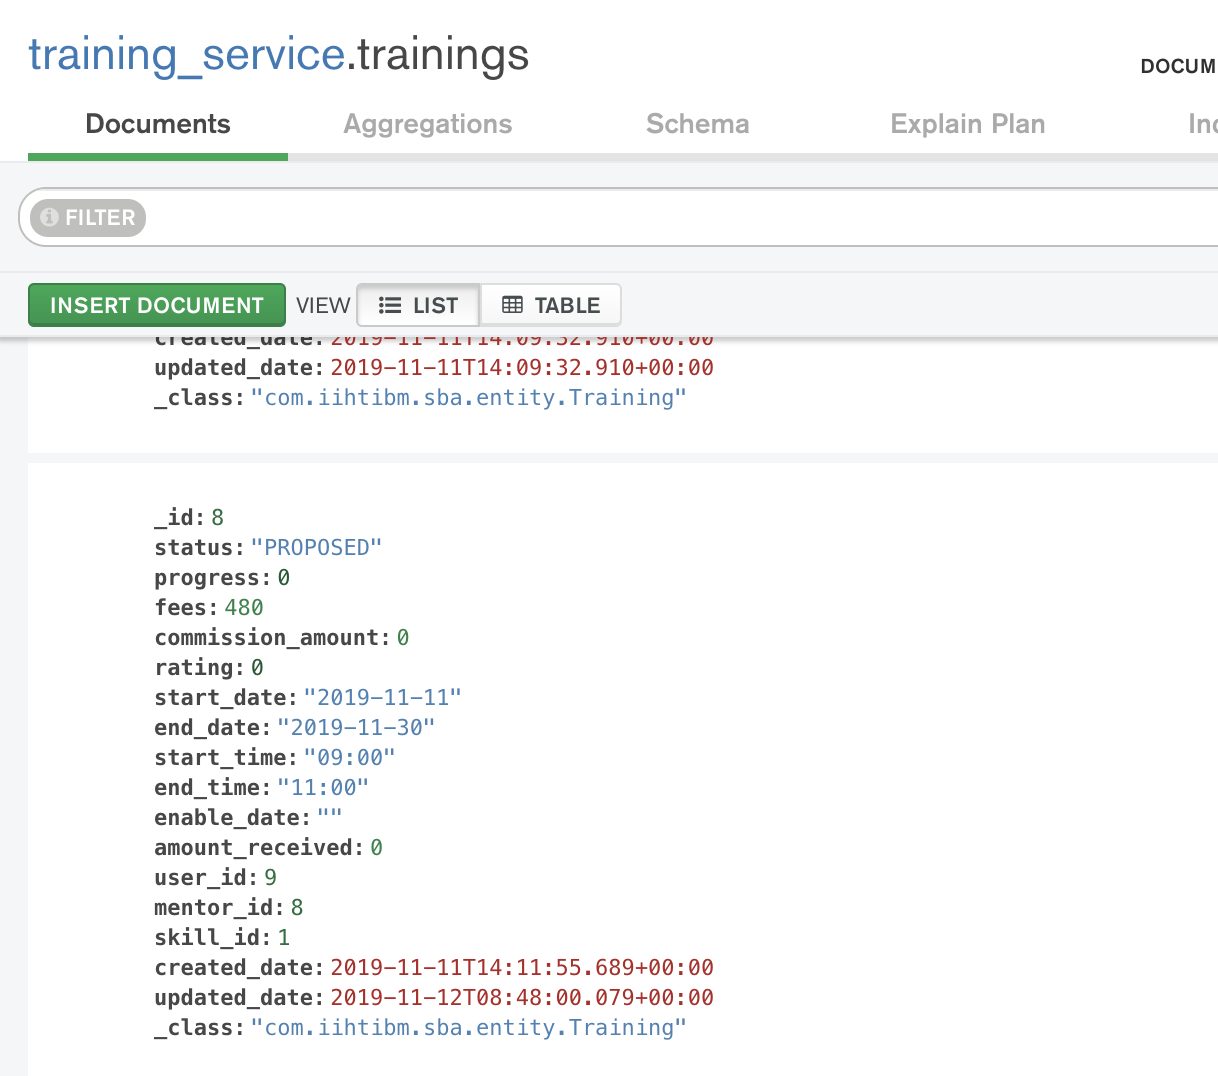 training_service.trainings
DOCUM
Documents Aggregations Schema Explain Plan Inc
FILTER
INSERT DOCUMENT VIEW LIST TABLE
created_date: 2019-11-11T14:09:32.910+00:00
updated_date: 2019-11-11T14:09:32.910+00:00
_class: "com.iihtibm.sba.entity.Training"
_id: 8
status: "PROPOSED"
progress: 0
fees: 480
commission_amount: 0
rating: 0
start_date: "2019-11-11"
end_date: "2019-11-30"
start_time: "09:00"
end_time: "11:00"
enable_date: ""
amount_received: 0
user_id: 9
mentor_id: 8
skill_id: 1
created_date: 2019-11-11T14:11:55.689+00:00
updated_date: 2019-11-12T08:48:00.079+00:00
_class: "com.iihtibm.sba.entity.Training"